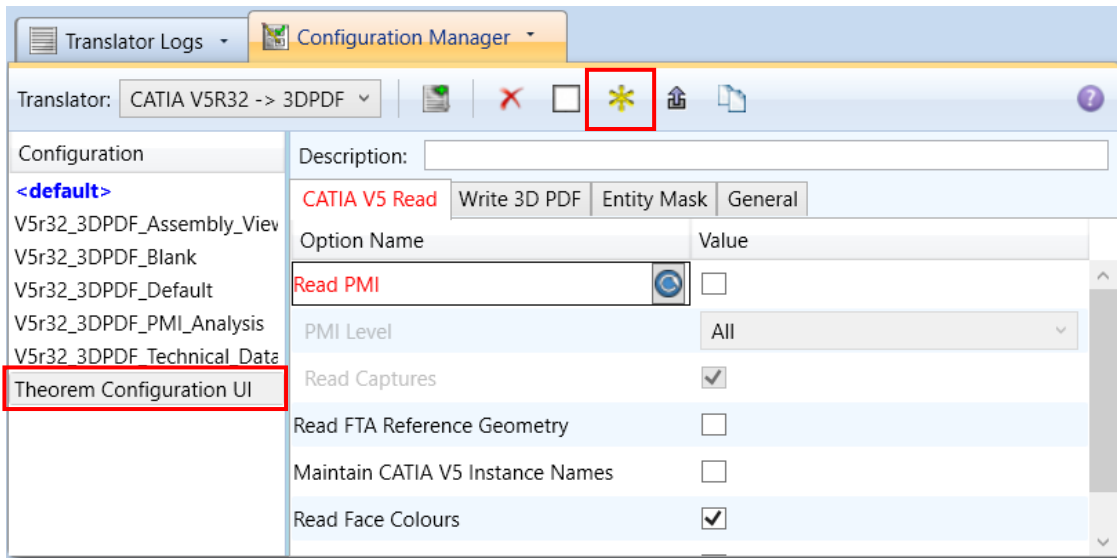 Translator Logs
Configuration Manager
Translator: CATIA V5R32 -> 3DPDF
?
Configuration
Description:
<default>
V5r32_3DPDF_Assembly_View
V5r32_3DPDF_Blank
V5r32_3DPDF_Default
V5r32_3DPDF_PMI_Analysis
V5r32_3DPDF_Technical_Data
Theorem Configuration UI
CATIA V5 Read
Write 3D PDF
Entity Mask
General
Option Name
Value
Read PMI
PMI Level
All
Read Captures
Read FTA Reference Geometry
Maintain CATIA V5 Instance Names
Read Face Colours